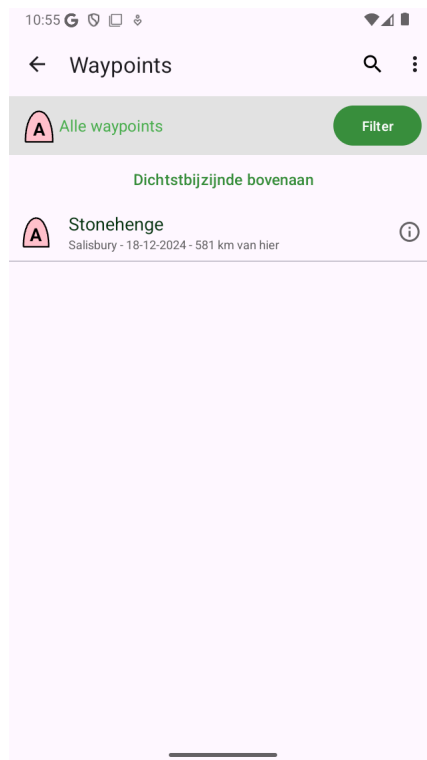 10:55
Waypoints
A Alle waypoints
Filter
Dichtstbijzijnde bovenaan
A Stonehenge
Salisbury - 18-12-2024 - 581 km van hier